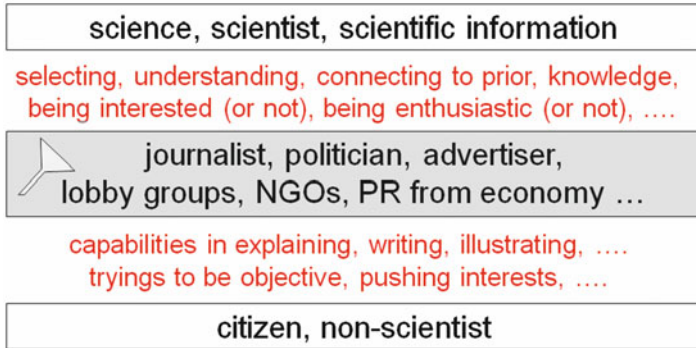 science, scientist, scientific information
selecting, understanding, connecting to prior, knowledge,
being interested (or not), being enthusiastic (or not), ....
journalist, politician, advertiser,
lobby groups, NGOs, PR from economy ...
capabilities in explaining, writing, illustrating, ....
tryings to be objective, pushing interests, ....
citizen, non-scientist